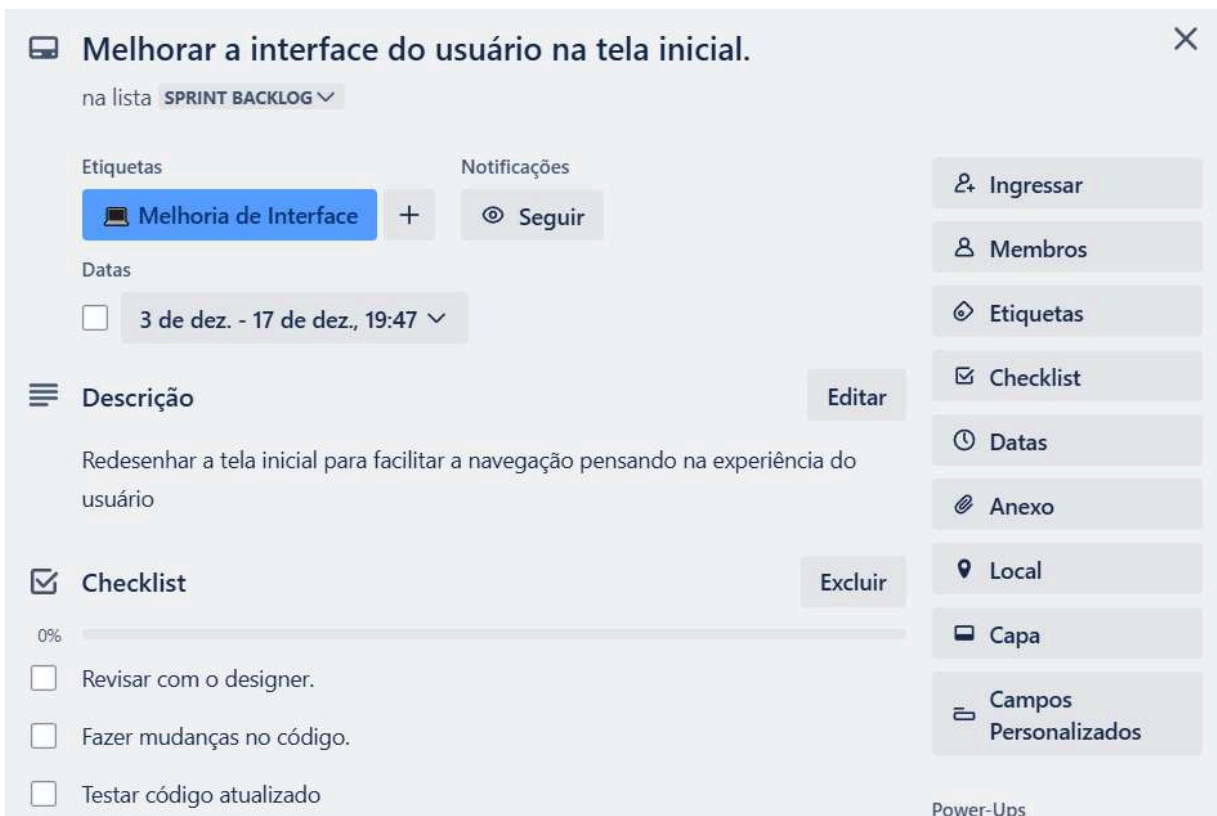 Melhorar a interface do usuário na tela inicial.
na lista SPRINT BACKLOG
Etiquetas
Melhoria de Interface
+
Notificações
Seguir
Datas
3 de dez. - 17 de dez., 19:47
Descrição
Editar
Redesenhar a tela inicial para facilitar a navegação pensando na experiência do
usuário
Checklist
Excluir
0%
Revisar com o designer.
Fazer mudanças no código.
Testar código atualizado
Ingressar
Membros
Etiquetas
Checklist
Datas
Anexo
Local
Capa
Campos
Personalizados
Power-Ups